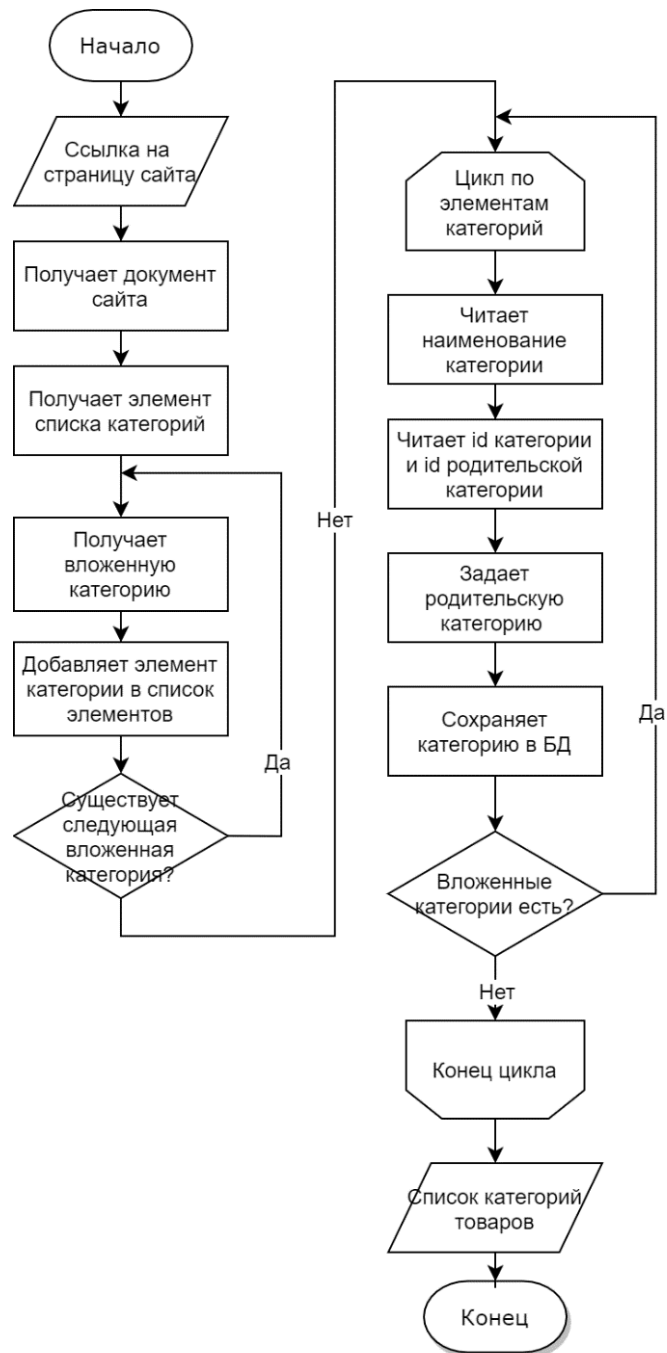 Начало
Ссылка на
страницу сайта
Получает документ
сайта
Получает элемент
списка категорий
Получает
вложенную
категорию
Добавляет элемент
категории в список
элементов
Да
Существует
следующая
вложенная
категория?
Нет
Цикл по
элементам
категорий
Читает
наименование
категории
Читает id категории
и id родительской
категории
Задает
родительскую
категорию
Сохраняет
категорию в БД
Да
Вложенные
категории есть?
Нет
Конец цикла
Список категорий
товаров
Конец